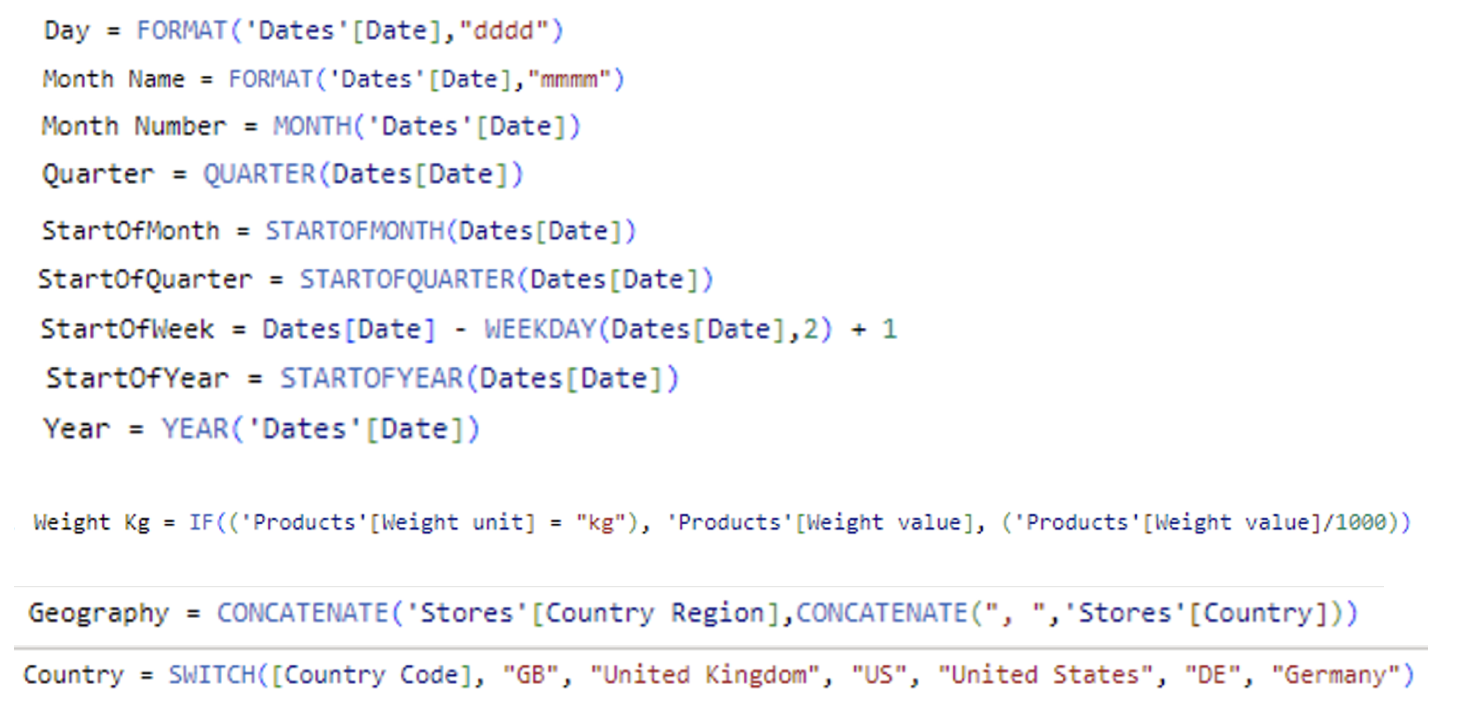 Day = FORMAT('Dates'[Date],"dddd")
Month Name = FORMAT('Dates'[Date],"mmmm")
Month Number = MONTH('Dates'[Date])
Quarter = QUARTER(Dates[Date])
StartOfMonth = STARTOFMONTH(Dates[Date])
StartOfQuarter = STARTOFQUARTER(Dates[Date])
StartOfWeek = Dates[Date] - WEEKDAY(Dates[Date],2) + 1
StartOfYear = STARTOFYEAR(Dates[Date])
Year = YEAR('Dates'[Date])
Weight Kg = IF(('Products'[Weight unit] = "kg"), 'Products'[Weight value], ('Products'[Weight value]/1000))
Geography = CONCATENATE('Stores'[Country Region],CONCATENATE(", ",'Stores'[Country]))
Country = SWITCH([Country Code], "GB", "United Kingdom", "US", "United States", "DE", "Germany")